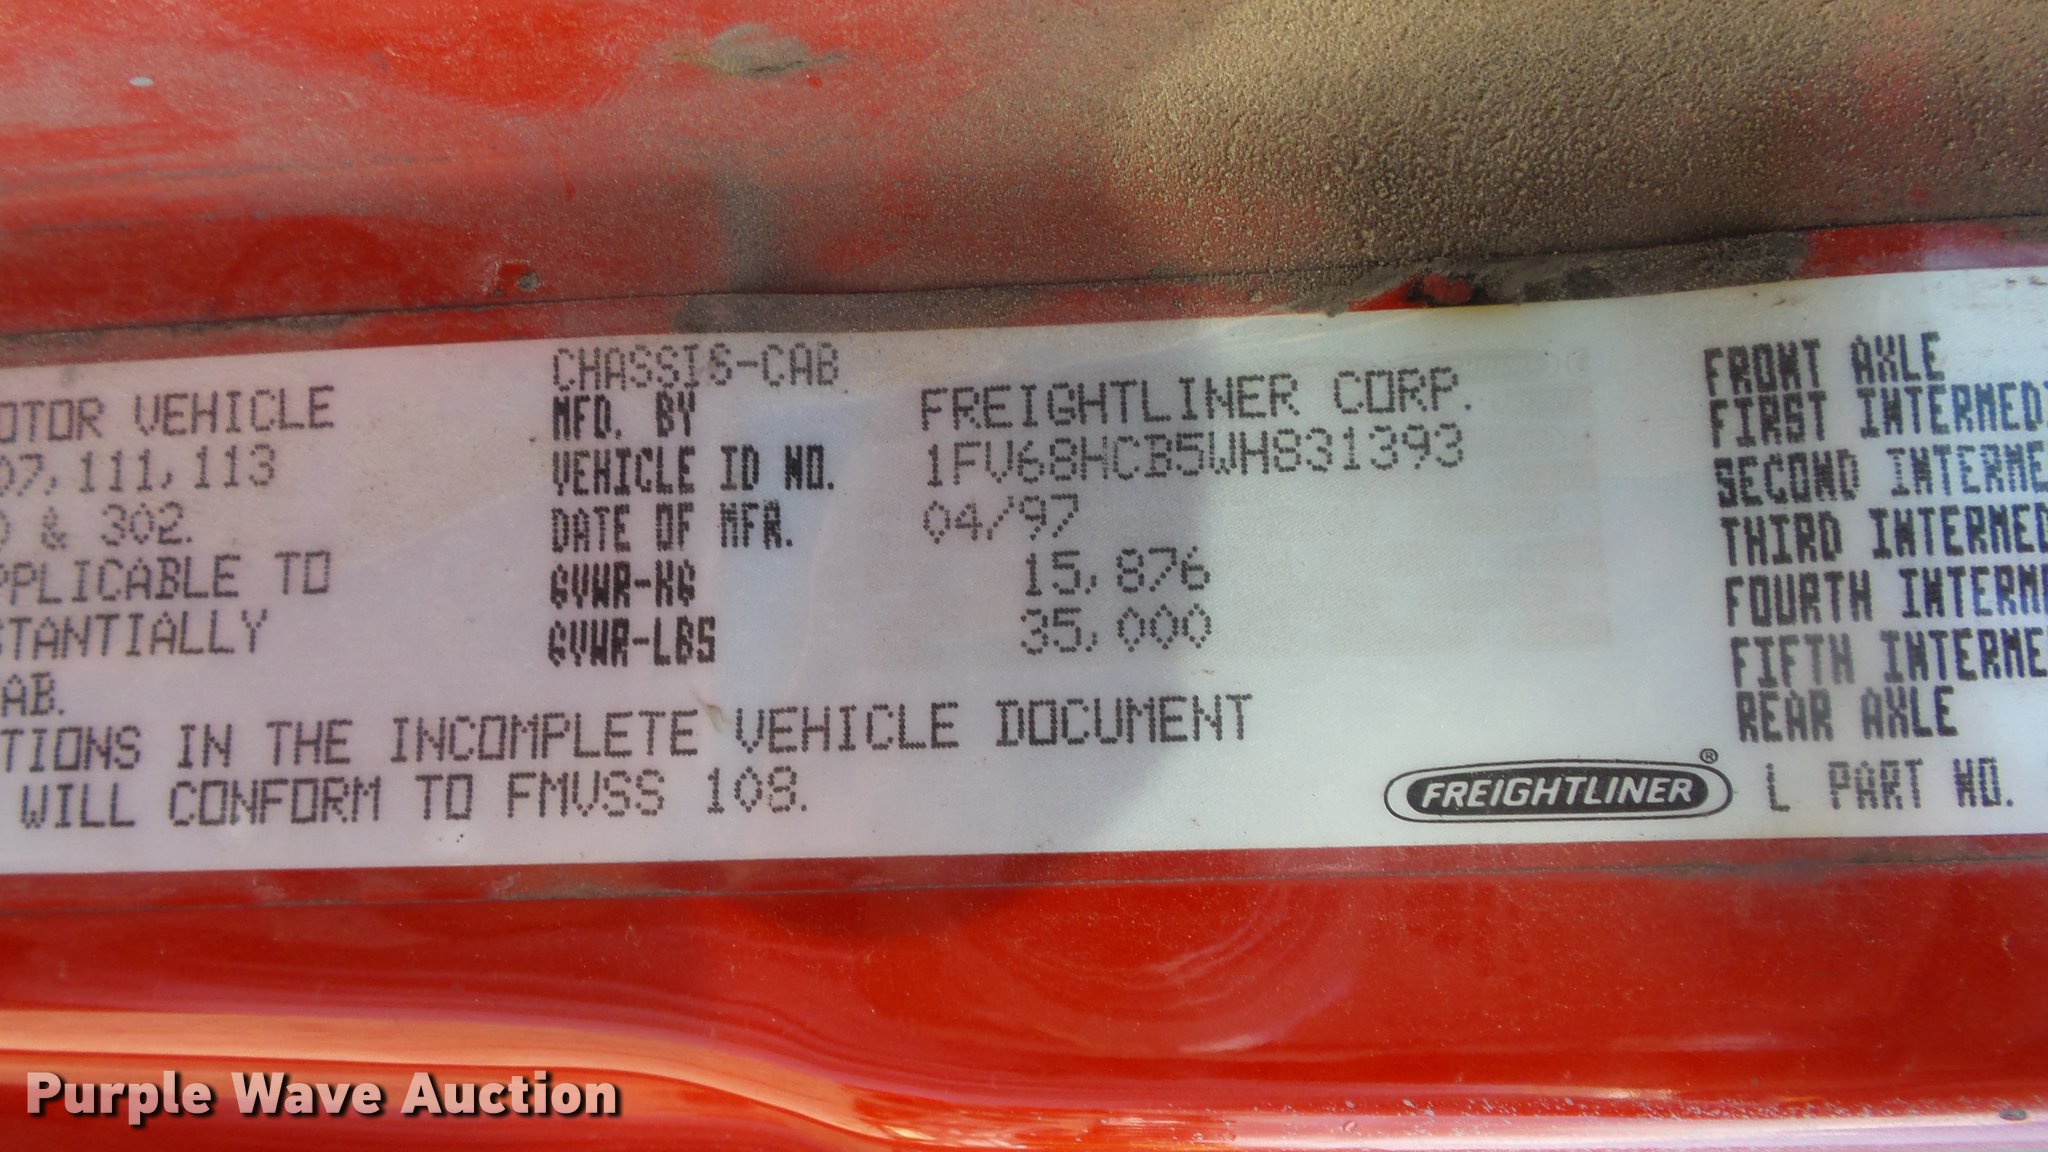 CHASSIS-CAB
OTOR VEHICLE MFD. BY FREIGHTLINER CORP.
07,111,113 VEHICLE ID NO. 1FV68HCB5WH831393
& 302. DATE OF MFR. 04/97
PPLICABLE TO GVWR-KG 15,876
STANTIALLY GVWR-LBS 35,000
AB.
TIONS IN THE INCOMPLETE VEHICLE DOCUMENT
WILL CONFORM TO FMVSS 108.
FREIGHTLINER®
FRONT AXLE
FIRST INTERMEDI
SECOND INTERME
THIRD INTERMED
FOURTH INTERM
FIFTH INTERME
REAR AXLE
L PART NO.
Purple Wave Auction